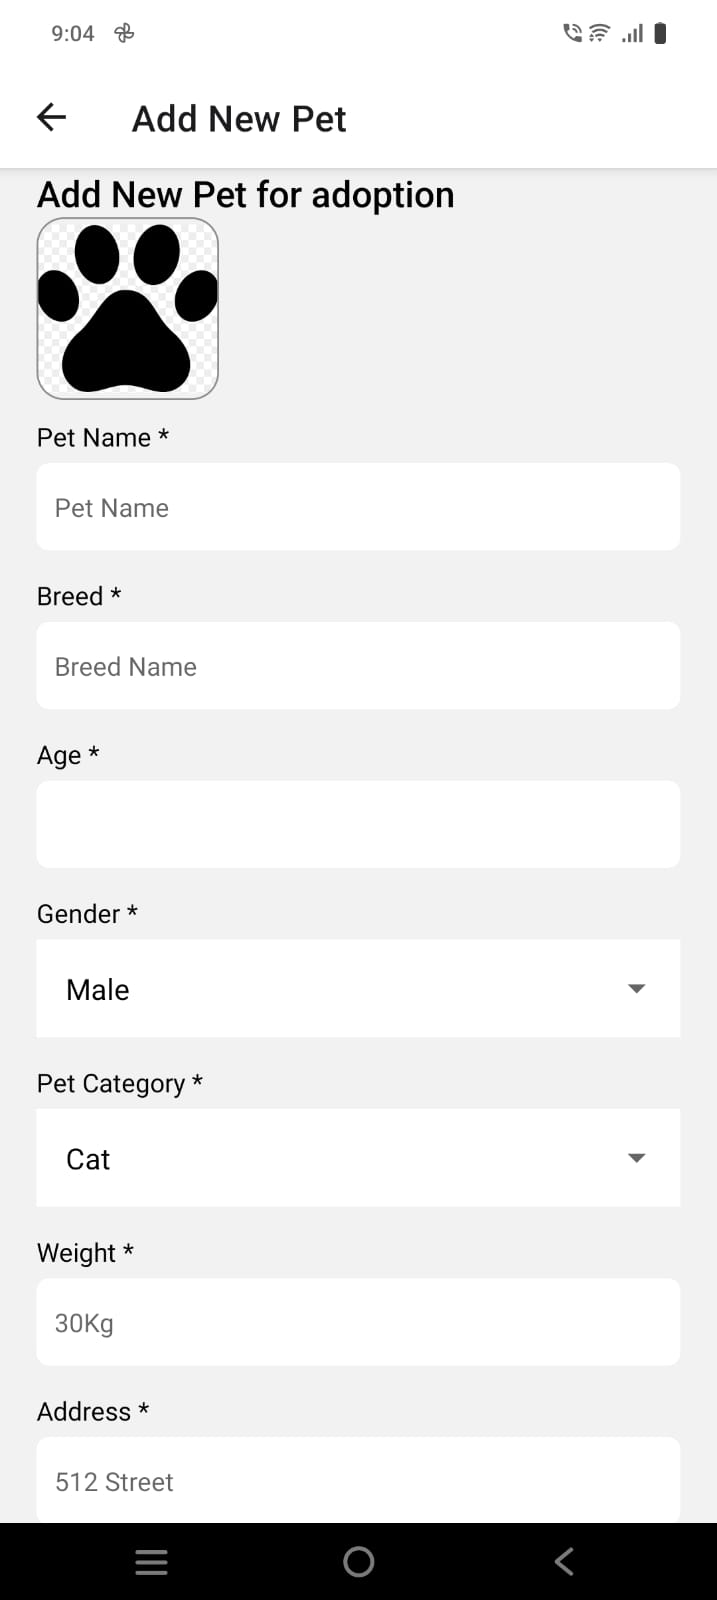 9:04
Add New Pet
Add New Pet for adoption
Pet Name *
Pet Name
Breed *
Breed Name
Age *
Gender *
Male
Pet Category *
Cat
Weight *
30Kg
Address *
512 Street